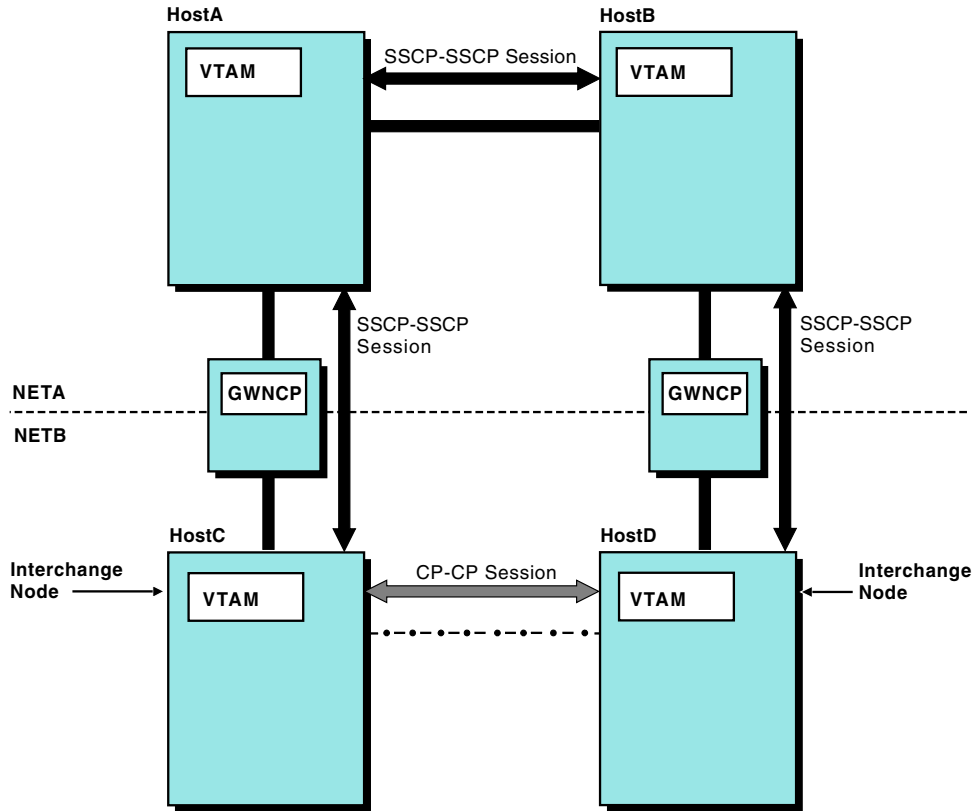 HostA
HostB
VTAM
SSCP-SSCP Session
VTAM
SSCP-SSCP
Session
SSCP-SSCP
Session
GWNCP
GWNCP
NETA
NETB
HostC
HostD
Interchange
Node
VTAM
CP-CP Session
VTAM
Interchange
Node